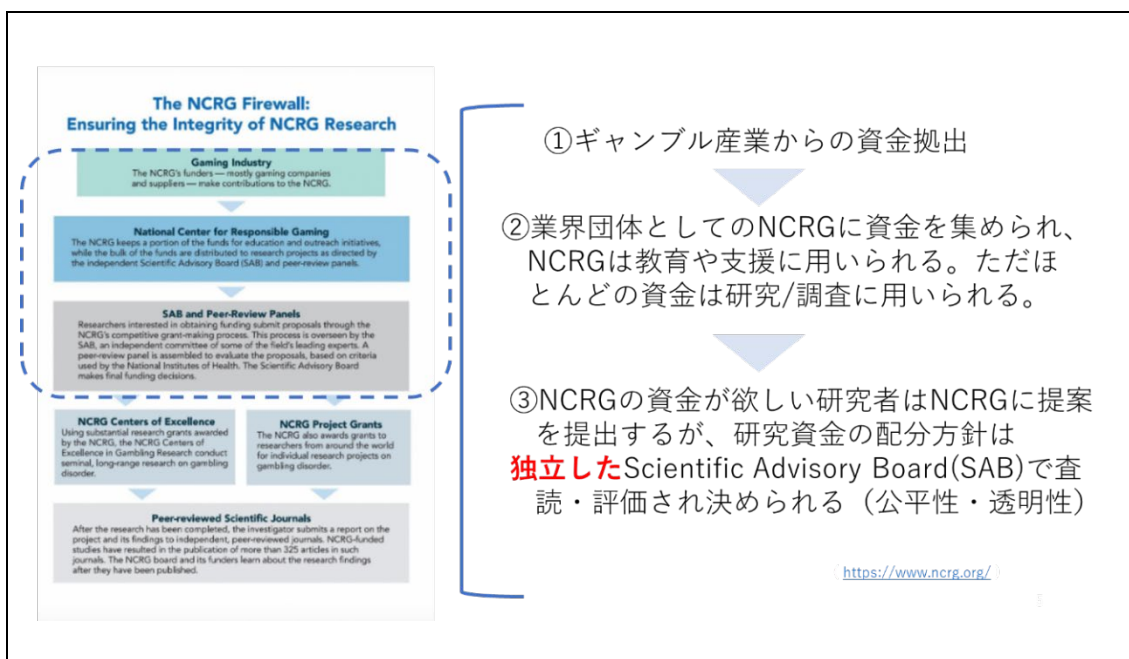 The NCRG Firewall:
Ensuring the Integrity of NCRG Research
Gaming Industry
The NCRG's funders — mostly gaming companies
and suppliers — make contributions to the NCRG.
National Center for Responsible Gaming
The NCRG keeps a portion of the funds for education and outreach initiatives,
while the bulk of the funds are distributed to research projects as directed by
the independent Scientific Advisory Board (SAB) and peer-review panels.
SAB and Peer-Review Panels
Researchers interested in obtaining funding submit proposals through the
NCRG's competitive grant-making process. This process is overseen by the
SAB, an independent committee of some of the field's leading experts. A
peer-review panel is assembled to evaluate the proposals, based on criteria
used by the National Institutes of Health. The Scientific Advisory Board
makes final funding decisions.
NCRG Centers of Excellence
Using substantial research grants awarded
by the NCRG, the NCRG Centers of
Excellence in Gambling Research conduct
seminal, long-range research on gambling
disorder.
NCRG Project Grants
The NCRG also awards grants to
researchers from around the world
for individual research projects on
gambling disorder.
Peer-reviewed Scientific Journals
After the research has been completed, the investigator submits a report on the
project and its findings to independent, peer-reviewed journals. NCRG-funded
studies have resulted in the publication of more than 325 articles in such
journals. The NCRG board and its funders learn about the research findings
after they have been published.
①ギャンブル産業からの資金拠出
②業界団体としてのNCRGに資金を集められ、
NCRGは教育や支援に用いられる。ただほ
とんどの資金は研究/調査に用いられる。
③NCRGの資金が欲しい研究者はNCRGに提案
を提出するが、研究資金の配分方針は
独立したScientific Advisory Board(SAB)で査
読・評価され決められる（公平性・透明性）
https://www.ncrg.org/